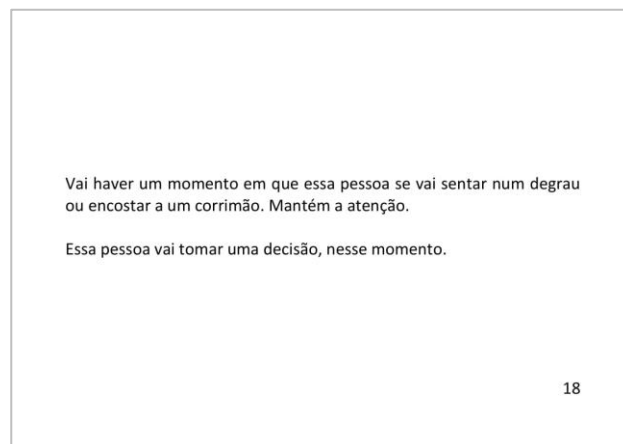 Vai haver um momento em que essa pessoa se vai sentar num degrau
ou encostar a um corrimão. Mantém a atenção.
Essa pessoa vai tomar uma decisão, nesse momento.
18